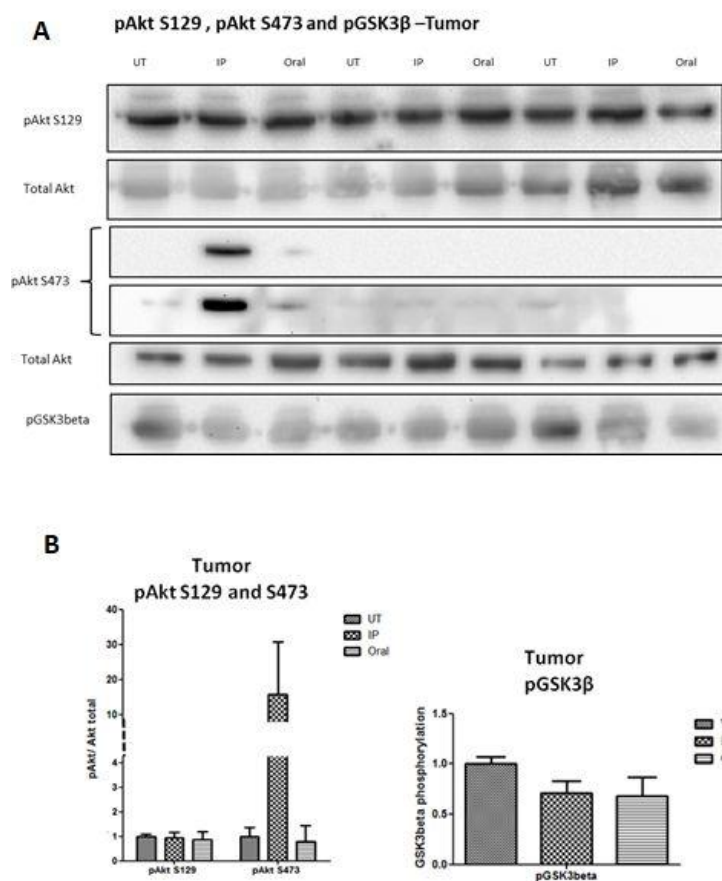 A
pAkt S129 , pAkt S473 and pGSK3β –Tumor
UT IP Oral UT IP Oral UT IP Oral
pAkt S129
Total Akt
pAkt S473
Total Akt
pGSK3beta
B
Tumor
pAkt S129 and S473
40
30
20
10
4
2
1
0
pAkt/ Akt total
UT
IP
Oral
pAkt S129 pAkt S473
Tumor
pGSK3β
1.5
1.0
0.5
0.0
GSK3beta phosphorylation
pGSK3beta